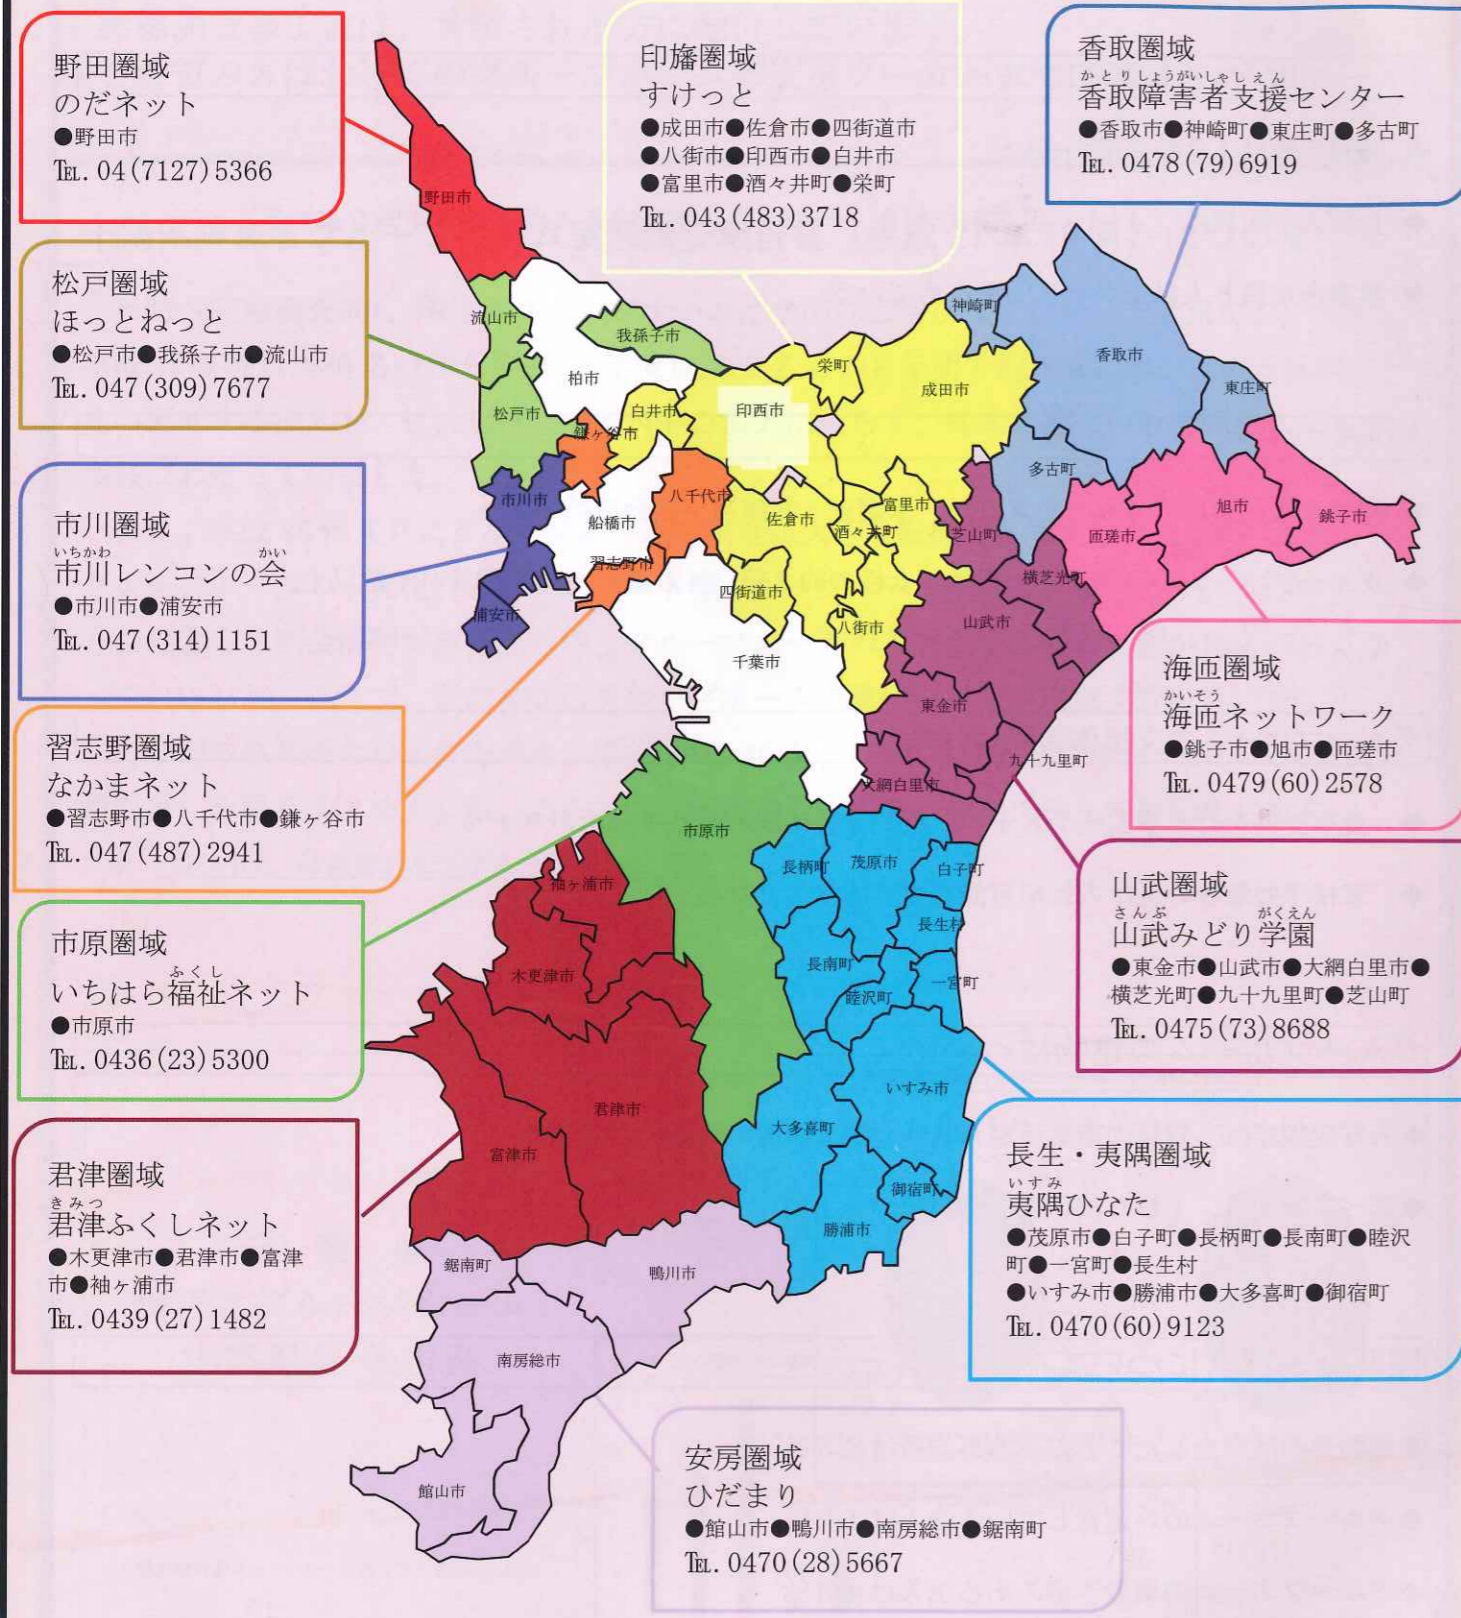 野田圏域
のだネット
●野田市
℡. 04(7127)5366
松戸圏域
ほっとねっと
●松戸市●我孫子市●流山市
℡. 047(309)7677
市川圏域
いちかわ かい
市川レンコンの会
●市川市●浦安市
℡. 047(314)1151
習志野圏域
なかまネット
●習志野市●八千代市●鎌ヶ谷市
℡. 047(487)2941
市原圏域
ふくし
いちはら福祉ネット
●市原市
℡. 0436(23)5300
君津圏域
きみつ
君津ふくしネット
●木更津市●君津市●富津
市●袖ヶ浦市
℡. 0439(27)1482
印旛圏域
すけっと
●成田市●佐倉市●四街道市
●八街市●印西市●白井市
●富里市●酒々井町●栄町
℡. 043(483)3718
香取圏域
かとりしょうがいしゃしえん
香取障害者支援センター
●香取市●神崎町●東庄町●多古町
℡. 0478(79)6919
海匝圏域
かいそう
海匝ネットワーク
●銚子市●旭市●匝瑳市
℡. 0479(60)2578
山武圏域
さんぶ がくえん
山武みどり学園
●東金市●山武市●大網白里市●
横芝光町●九十九里町●芝山町
℡. 0475(73)8688
長生・夷隅圏域
いすみ
夷隅ひなた
●茂原市●白子町●長柄町●長南町●睦沢
町●一宮町●長生村
●いすみ市●勝浦市●大多喜町●御宿町
℡. 0470(60)9123
安房圏域
ひだまり
●館山市●鴨川市●南房総市●鋸南町
℡. 0470(28)5667
野田市
流山市
我孫子市
柏市
松戸市
鎌ヶ谷市
白井市
印西市
栄町
成田市
神崎町
香取市
東庄町
多古町
市川市
船橋市
八千代市
佐倉市
酒々井町
富里市
芝山町
匝瑳市
旭市
銚子市
習志野市
浦安市
四街道市
八街市
横芝光町
山武市
千葉市
東金市
九十九里町
大網白里市
市原市
長柄町
茂原市
白子町
袖ヶ浦市
長生村
木更津市
長南町
睦沢町
一宮町
いすみ市
君津市
大多喜町
富津市
御宿町
勝浦市
鋸南町
鴨川市
南房総市
館山市